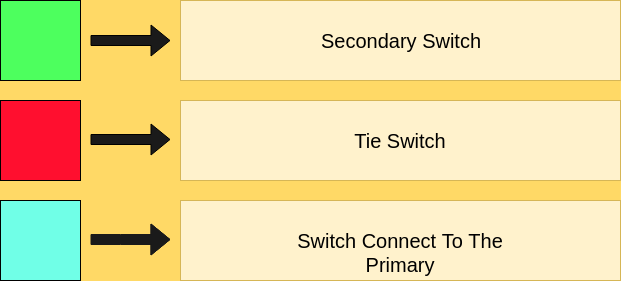 Secondary Switch
Tie Switch
Switch Connect To The
Primary